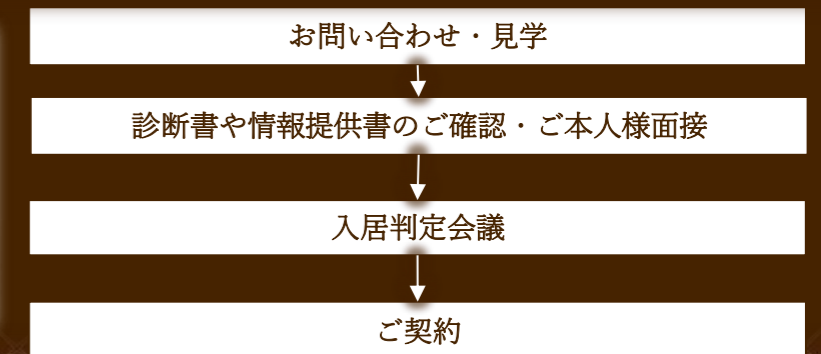 お問い合わせ・見学
診断書や情報提供書のご確認・ご本人様面接
入居判定会議
ご契約